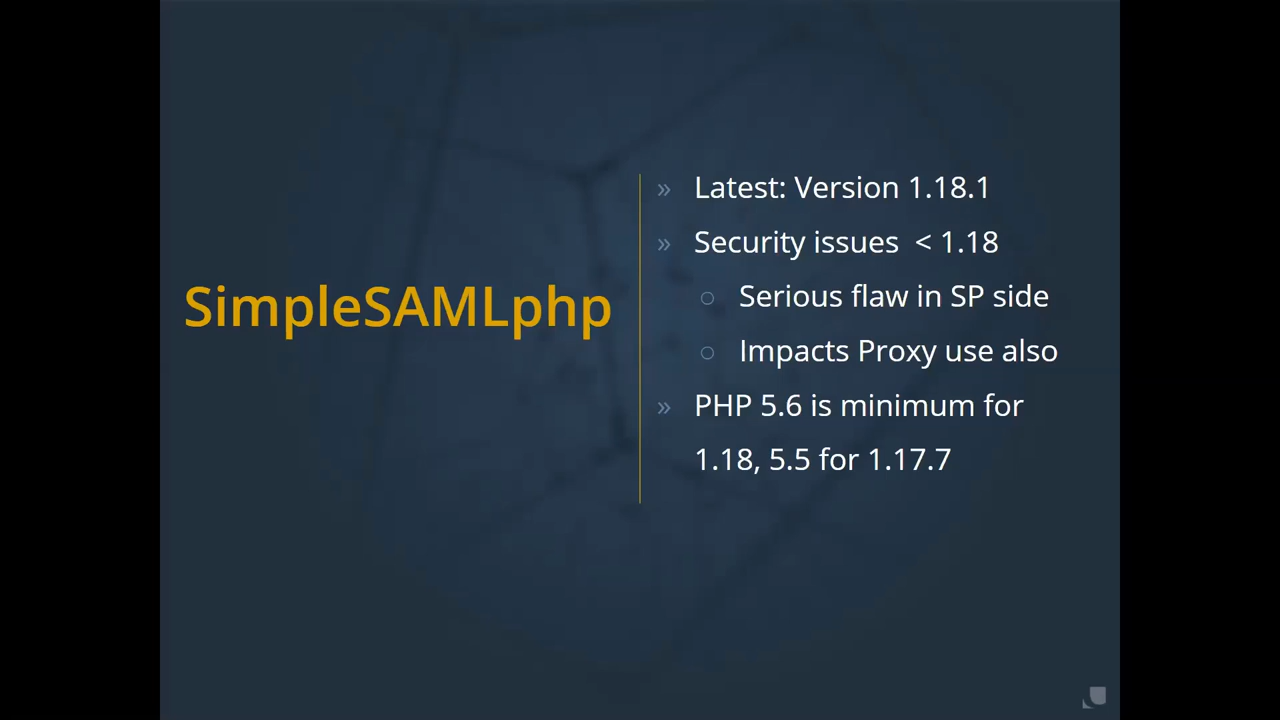 SimpleSAMLphp
» Latest: Version 1.18.1
» Security issues < 1.18
○ Serious flaw in SP side
○ Impacts Proxy use also
» PHP 5.6 is minimum for
1.18, 5.5 for 1.17.7